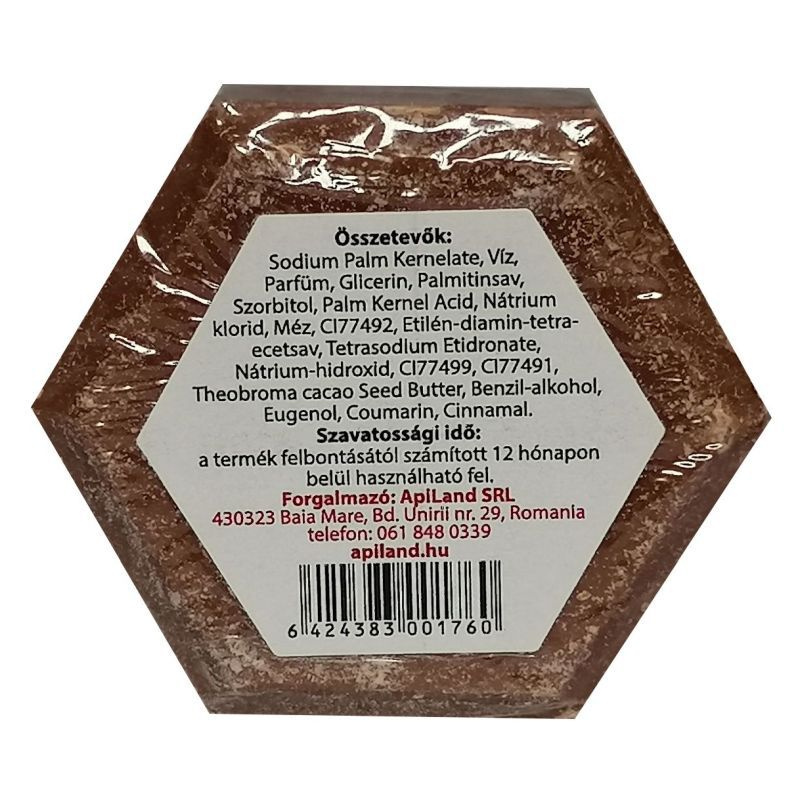 Összetevők:
Sodium Palm Kernelate, Víz,
Parfüm, Glicerin, Palmitinsav,
Szorbitol, Palm Kernel Acid, Nátrium
klorid, Méz, CI77492, Etilén-diamin-tetra-
ecetsav, Tetrasodlum Etidronate,
Nátrium-hidroxid, CI77499, CI77491,
Theobroma cacao Seed Butter, Benzil-alkohol,
Eugenol, Coumarin, Cinnamal.
Szavatossági idő:
a termék felbontásától számított 12 hónapon
belül használható fel.
Forgalmazó: ApiLand SRL
430323 Baia Mare, Bd. Unirii nr. 29, Romania
telefon: 061 848 0339
apiland.hu
6 424383 001760
100g